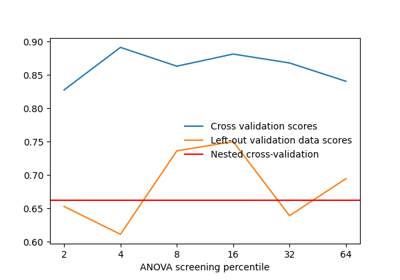 0.90
0.85
0.80
0.75
0.70
0.65
0.60
Cross validation scores
Left-out validation data scores
Nested cross-validation
2 4 8 16 32 64
ANOVA screening percentile